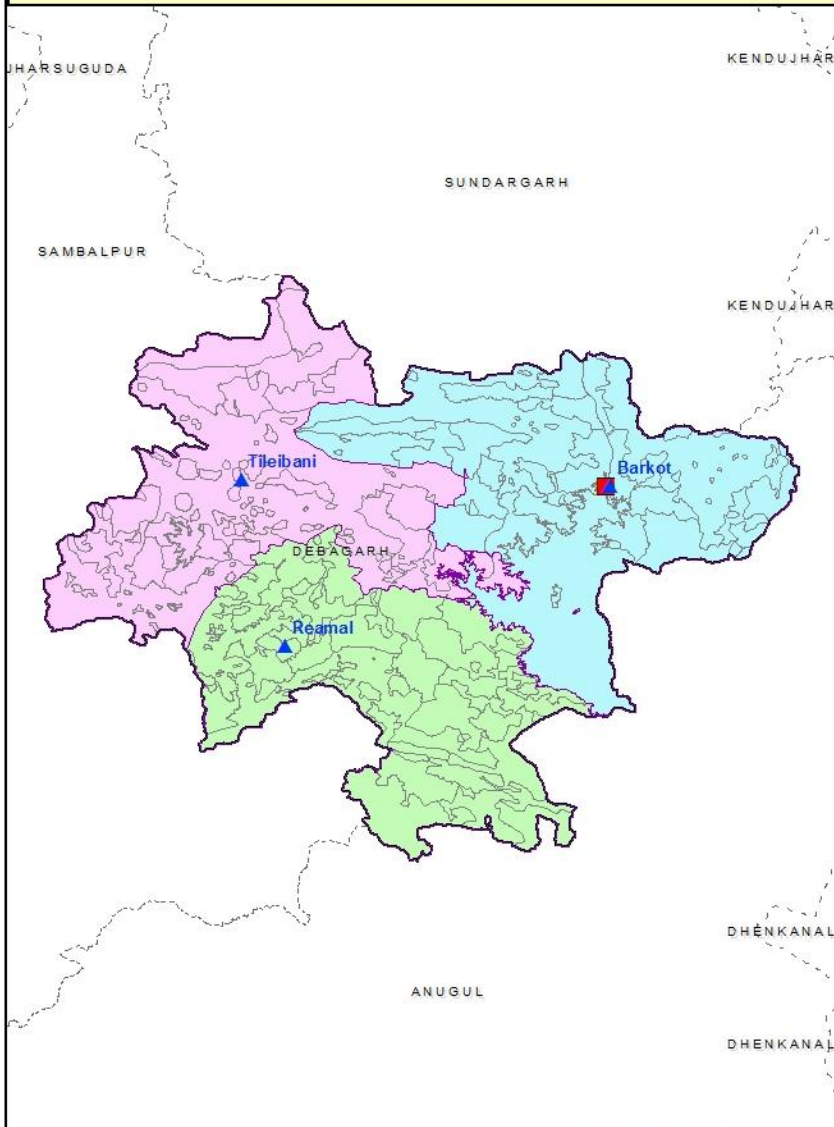 KENDUJHAR
JHARSUGUDA
SUNDARGARH
SAMBALPUR
KENDUJHAR
Tileibani
Barkot
DEBAGARH
Reamal
DHENKANAL
ANUGUL
DHENKANAL